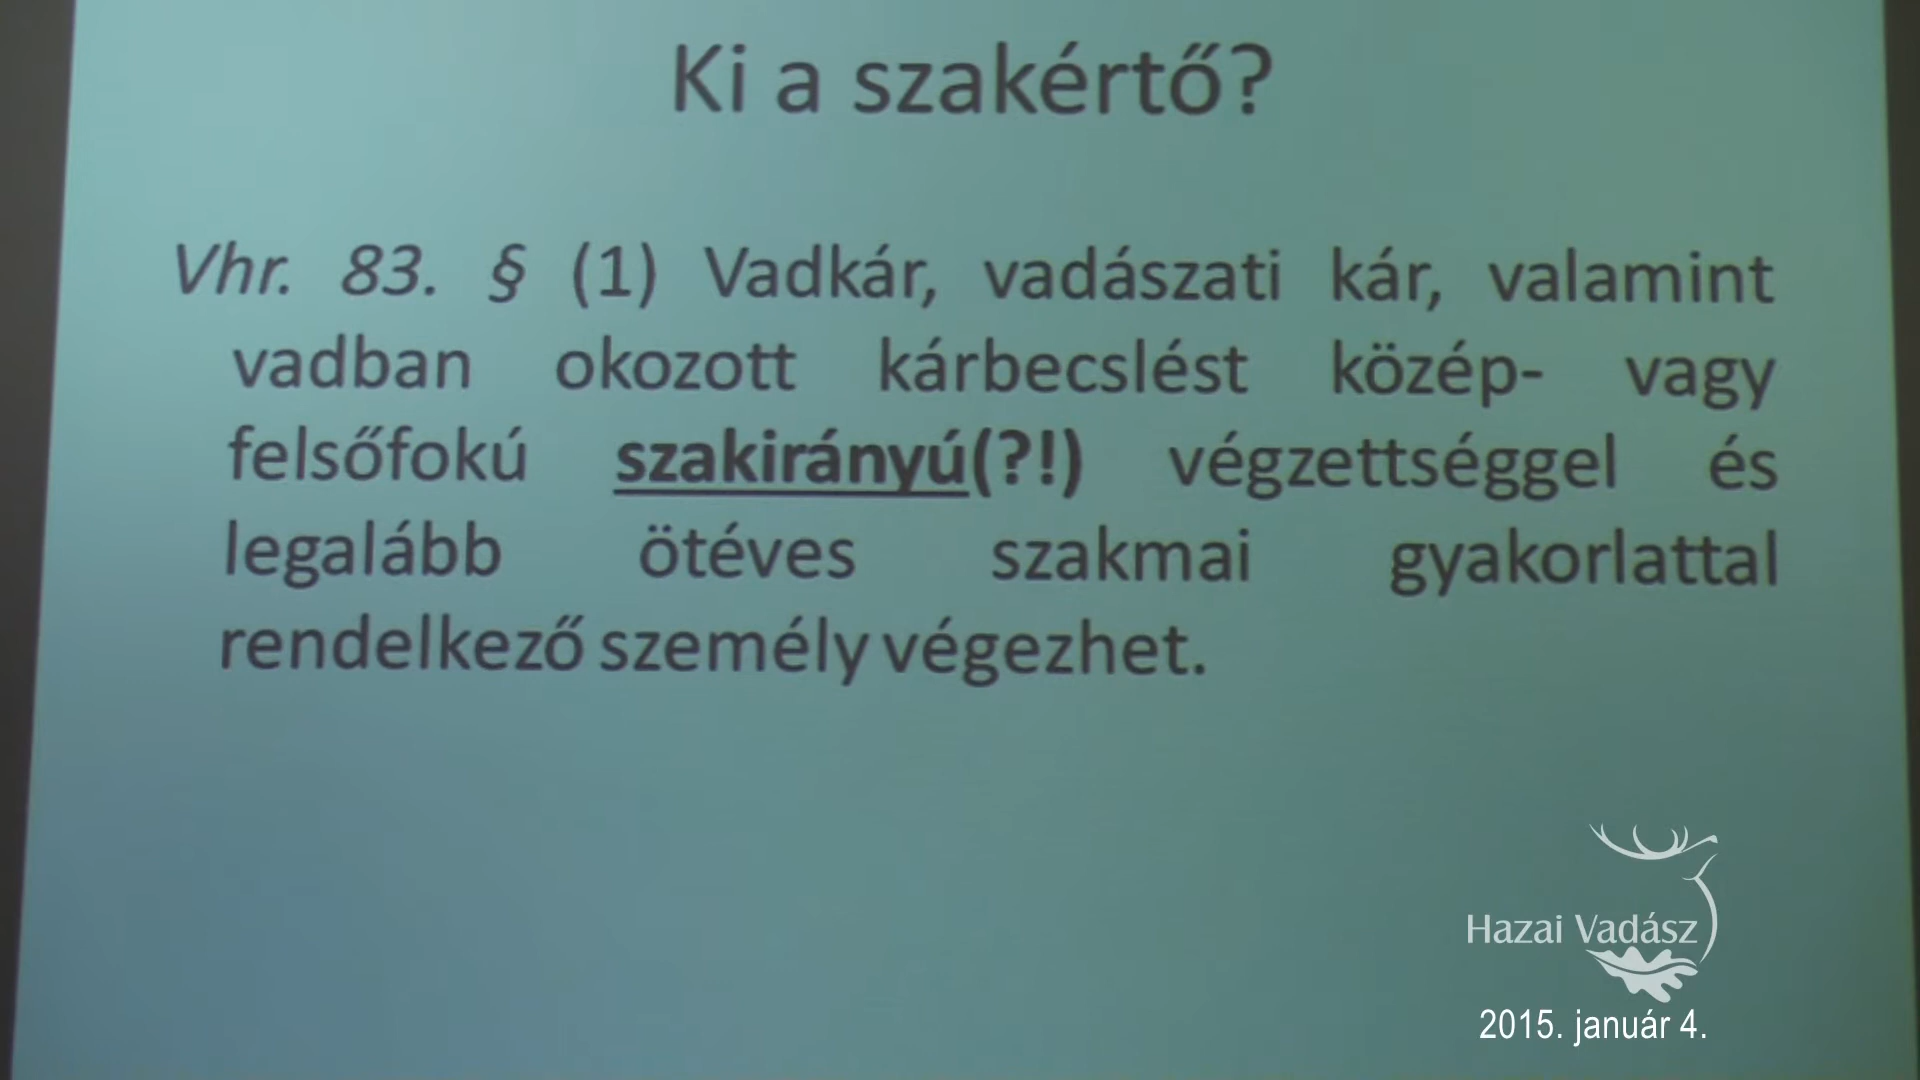 Ki a szakértő?
Vhr. 83. § (1) Vadkár, vadászati kár, valamint
vadban okozott kárbecslést közép- vagy
felsőfokú szakirányú(?!) végzettséggel és
legalább ötéves szakmai gyakorlattal
rendelkező személy végezhet.
Hazai Vadász
2015. január 4.